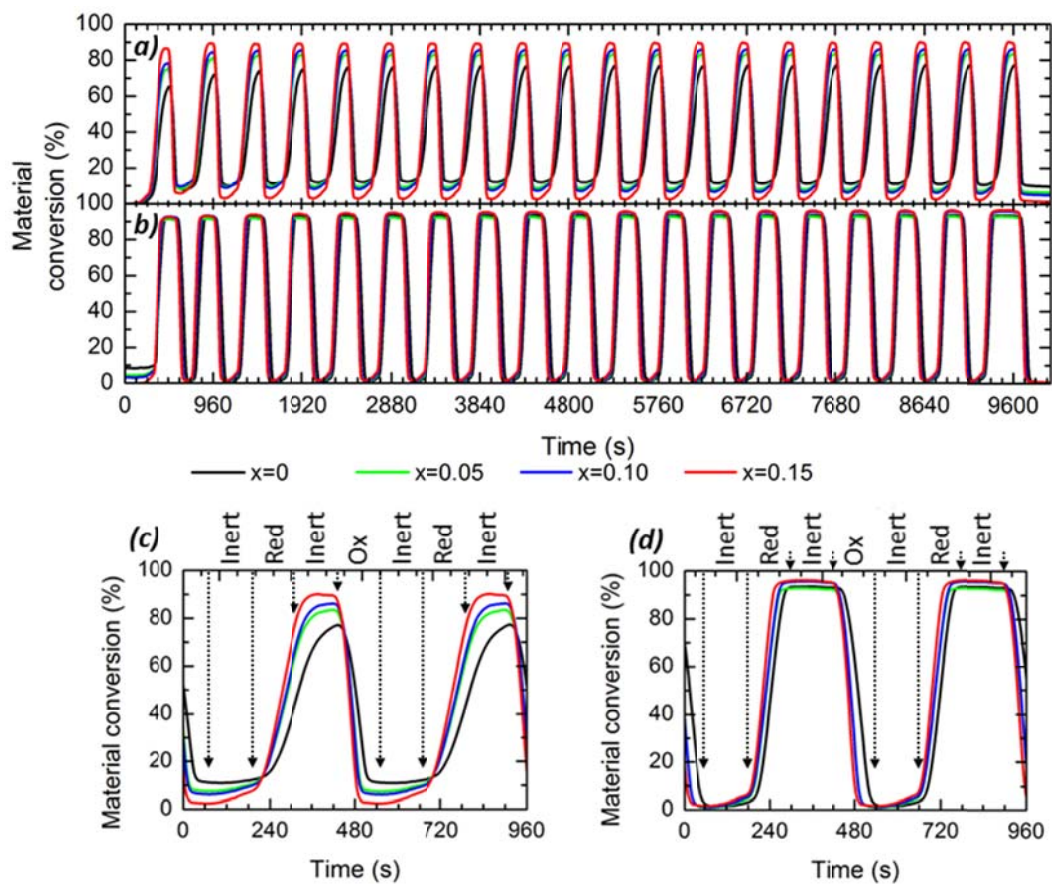 100
a)
80
60
40
20
100
b)
80
60
40
20
0
Material
conversion (%)
0 960 1920 2880 3840 4800 5760 6720 7680 8640 9600
Time (s)
x=0 x=0.05 x=0.10 x=0.15
(c) Inert Red Inert Ox Inert Red Inert
100
80
60
40
20
0
Material conversion (%)
0 240 480 720 960
Time (s)
(d) Inert Red Inert Ox Inert Red Inert
100
80
60
40
20
0
Material conversion (%)
0 240 480 720 960
Time (s)